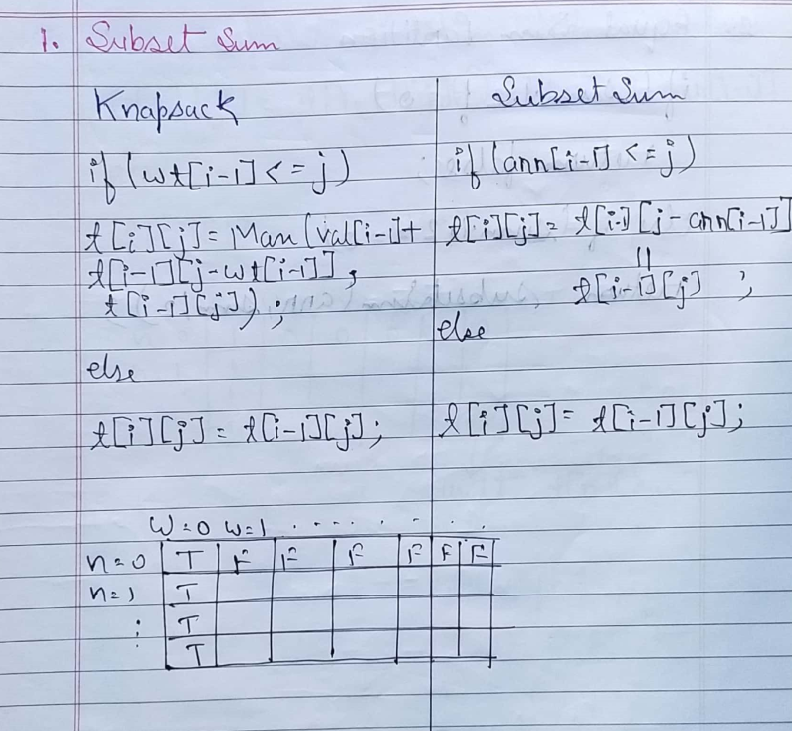 1. Subset Sum
Knapsack
if (wt[i-1] <= j)
t[i][j] = Max (val[i-1] +
t[i-1][j-wt[i-1]],
t[i-1][j]);
else
t[i][j] = t[i-1][j];
Subset Sum
if (arr[i-1] <= j)
t[i][j] = t[i-1][j-arr[i-1]]
||
t[i-1][j] ;
else
t[i][j] = t[i-1][j];
W=0 W=1 . . . . . . . .
n=0 T F F F F F F
n=1 T
: T
: T